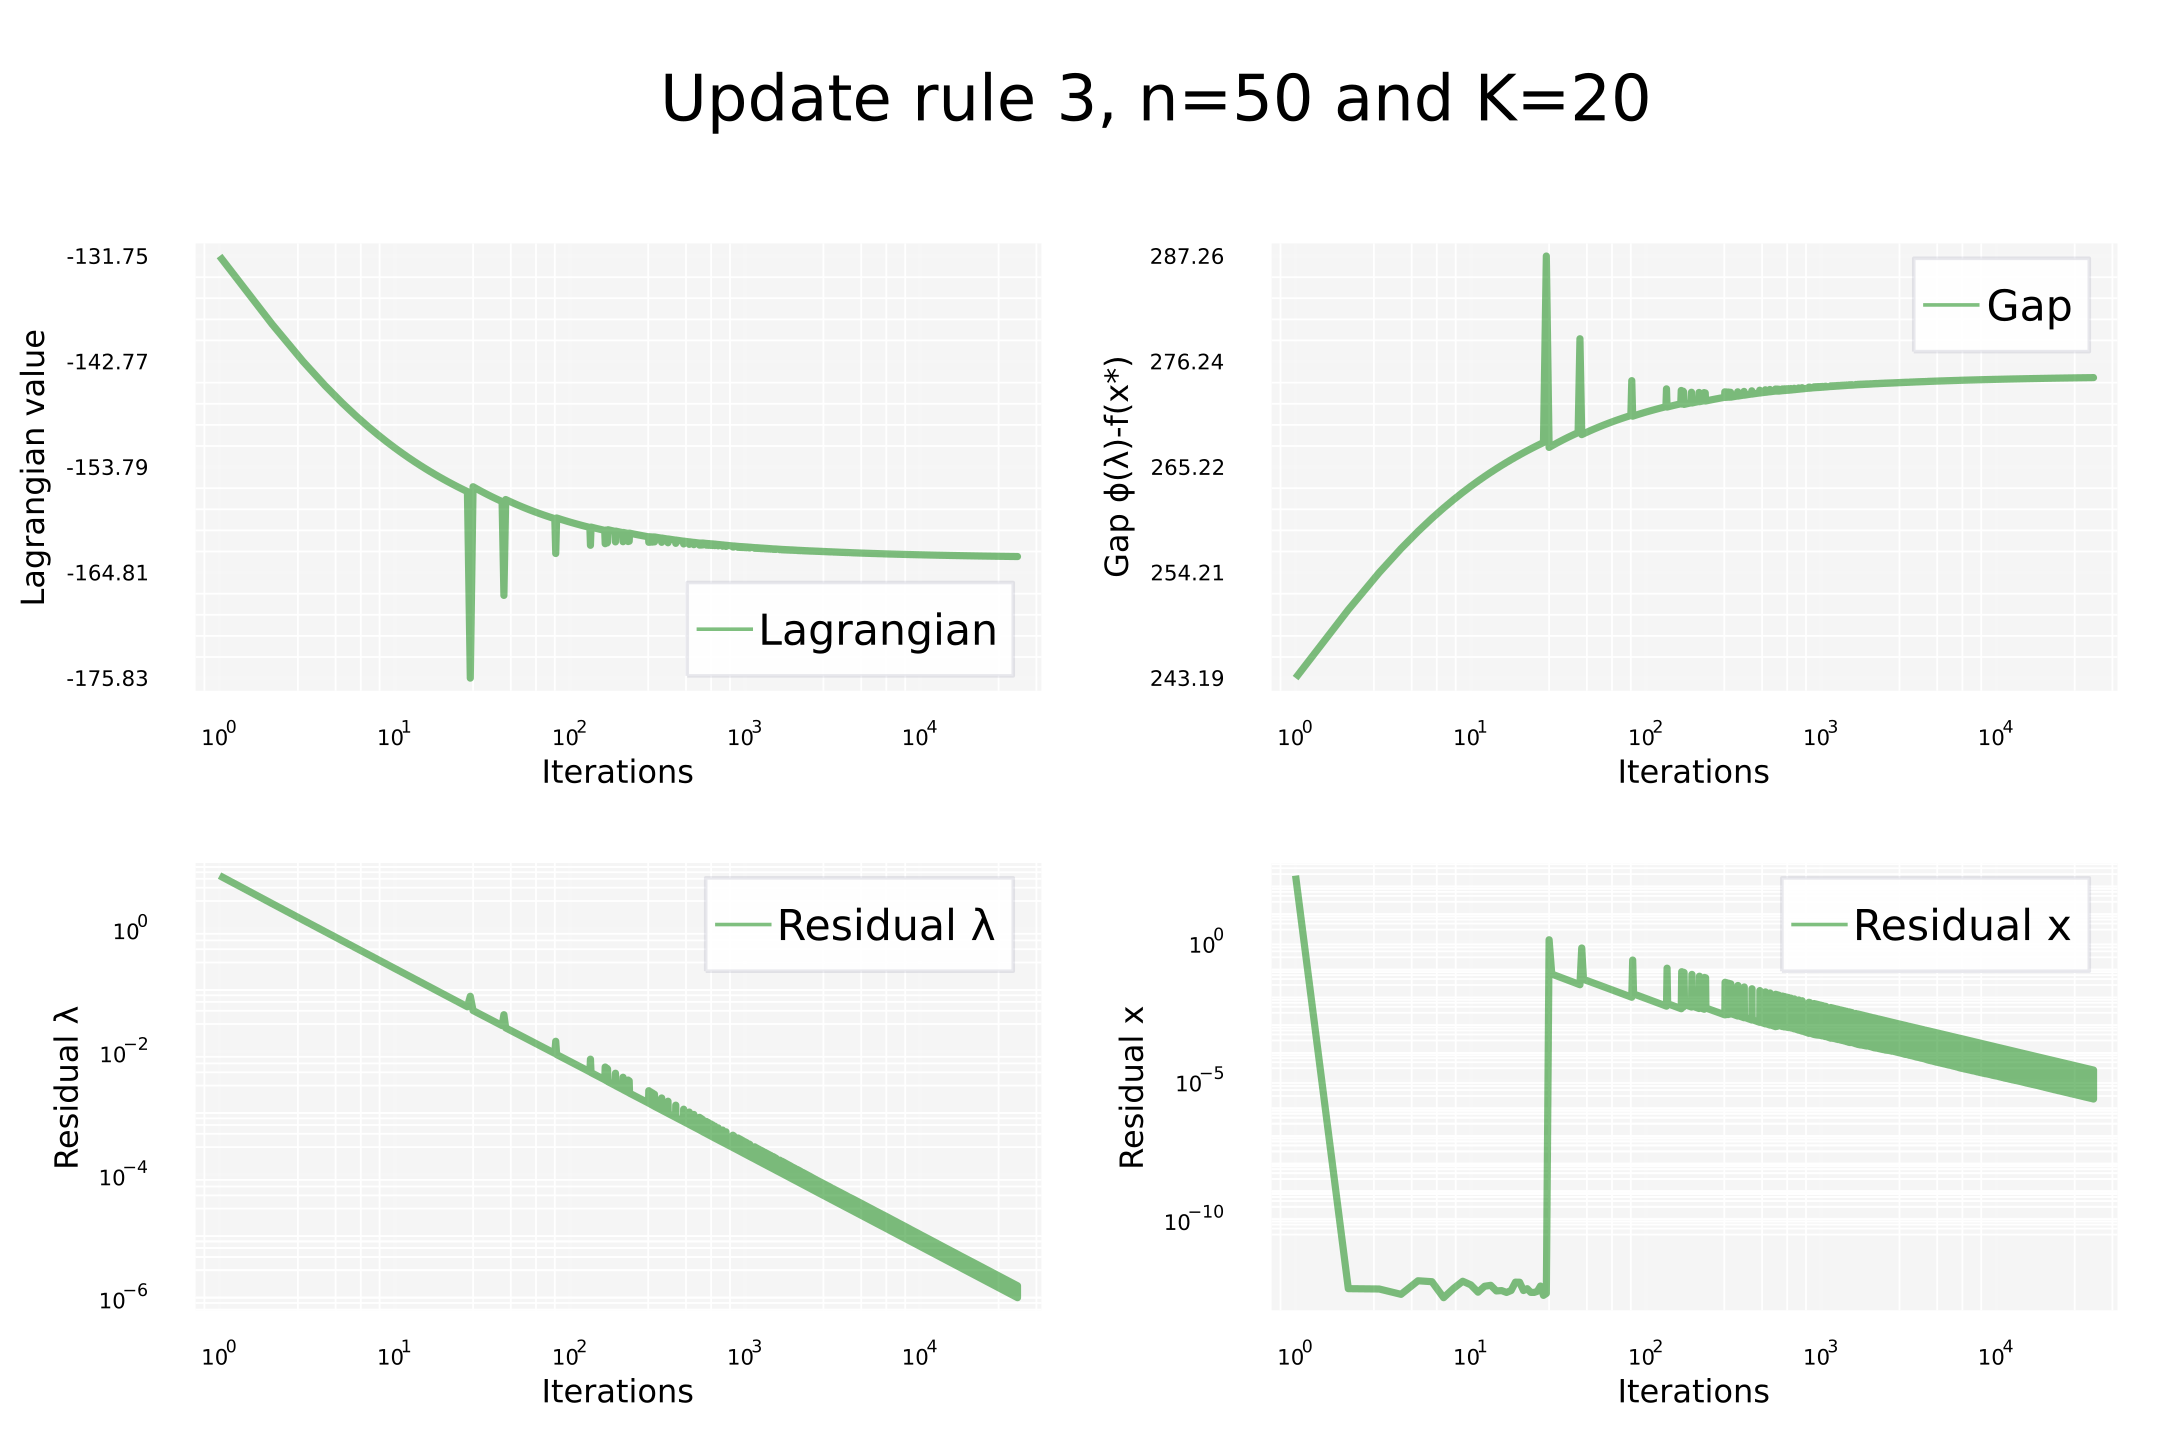 Update rule 3, n=50 and K=20
Lagrangian value
-131.75
-142.77
-153.79
-164.81
-175.83
Lagrangian
10^0 10^1 10^2 10^3 10^4
Iterations
Gap ϕ(λ)-f(x*)
287.26
276.24
265.22
254.21
243.19
Gap
10^0 10^1 10^2 10^3 10^4
Iterations
Residual λ
10^0
10^−2
10^−4
10^−6
Residual λ
10^0 10^1 10^2 10^3 10^4
Iterations
Residual x
10^0
10^−5
10^−10
Residual x
10^0 10^1 10^2 10^3 10^4
Iterations